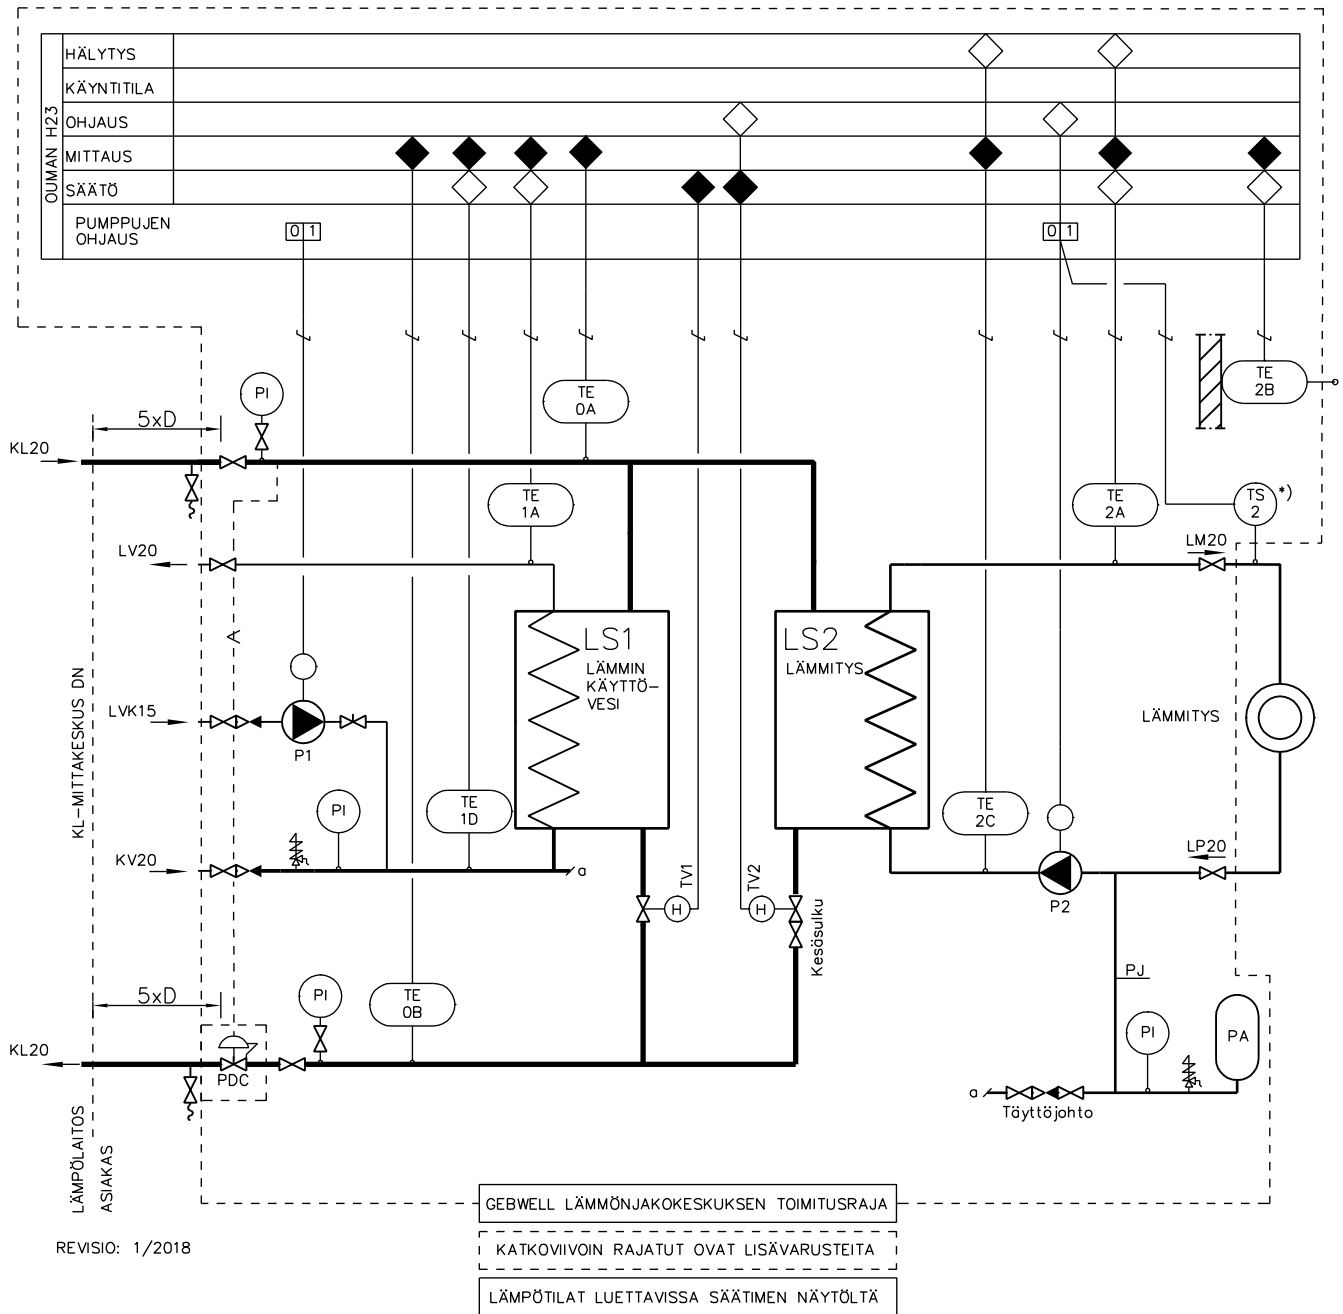 OUMAN H23
HÄLYTYS
KÄYNTITILA
OHJAUS
MITTAUS
SÄÄTÖ
PUMPPUJEN
OHJAUS
0 1
0 1
PI
TE
0A
TE
2B
5xD
KL20
TE
1A
TE
2A
TS
2
*)
LV20
LM20
A
LS1
LÄMMIN
KÄYTTÖ-
VESI
LS2
LÄMMITYS
KL-MITTAKESKUS DN
LVK15
P1
LÄMMITYS
PI
TE
1D
TE
2C
KV20
a
H
TV1
H
TV2
Kesäsulku
P2
LP20
PJ
5xD
PI
TE
0B
KL20
PDC
PI
PA
a
Täyttöjohto
LÄMPÖLAITOS
ASIAKAS
GEBWELL LÄMMÖNJAKOKESKUKSEN TOIMITUSRAJA
REVISIO: 1/2018
KATKOVIIVOIN RAJATUT OVAT LISÄVARUSTEITA
LÄMPÖTILAT LUETTAVISSA SÄÄTIMEN NÄYTÖLTÄ